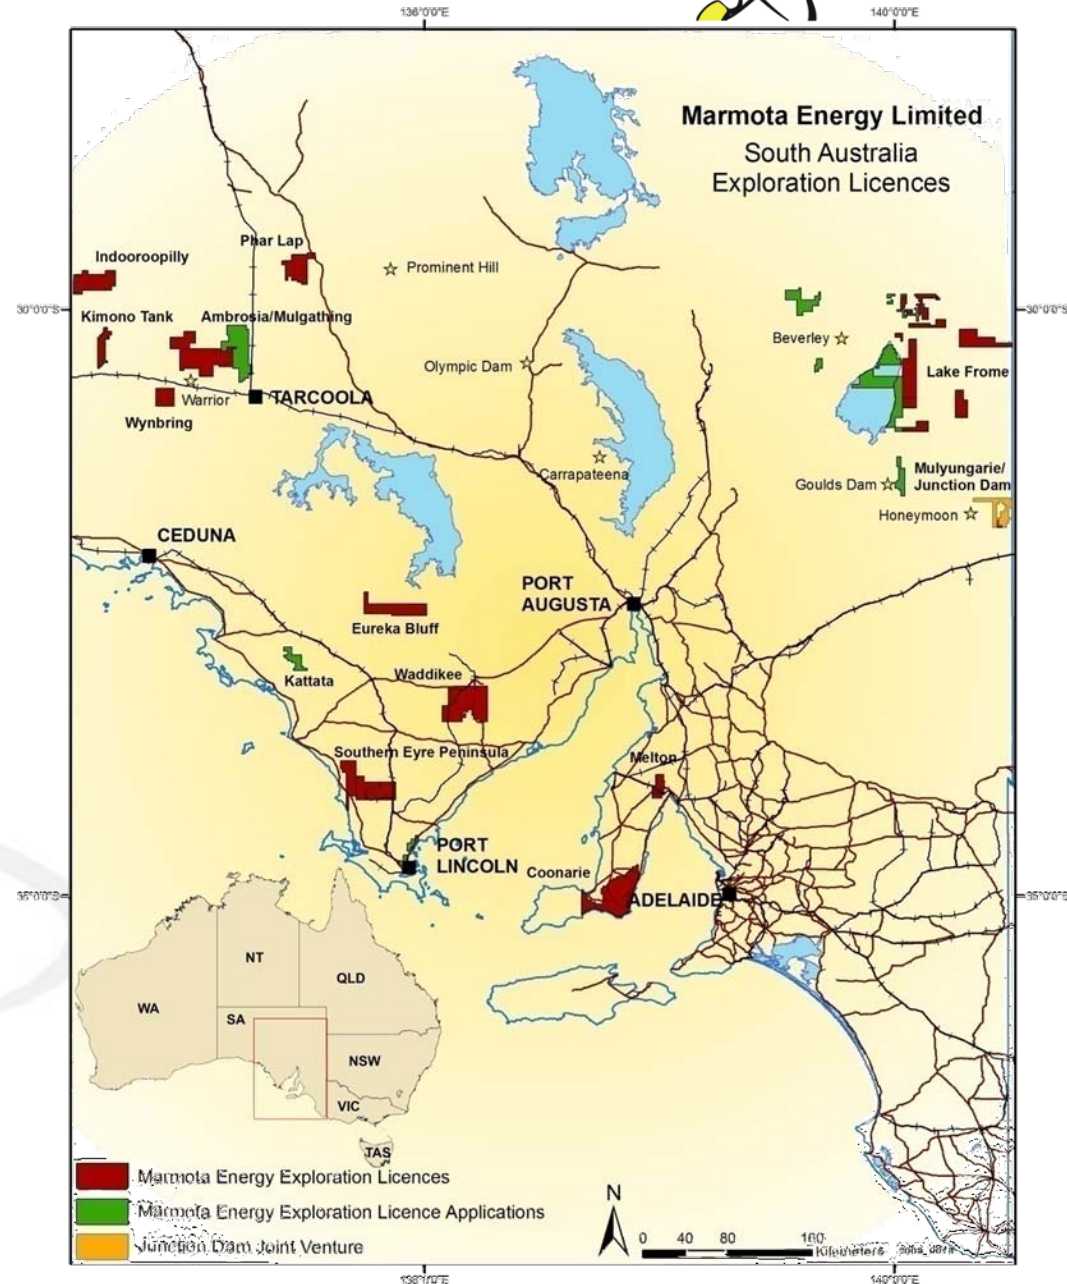 136°0'0"E
140°0'0"E
Marmota Energy Limited
South Australia
Exploration Licences
Phar Lap
Indooroopilly
Prominent Hill
30°0'0"S
30°0'0"S
Kimono Tank
Ambrosia/Mulgathing
Beverley
Olympic Dam
Lake Frome
Warrior
TARCOOLA
Wynbring
Carrapateena
Mulyungarie/
Junction Dam
Goulds Dam
Honeymoon
CEDUNA
PORT
AUGUSTA
Eureka Bluff
Kattata
Waddikee
Southern Eyre Peninsula
Melton
PORT
LINCOLN
Coonarie
ADELAIDE
35°0'0"S
35°0'0"S
NT
QLD
WA
SA
NSW
VIC
TAS
Marmota Energy Exploration Licences
Marmota Energy Exploration Licence Applications
Junction Dam Joint Venture
N
0 40 80 160
Kilometers
136°0'0"E
140°0'0"E